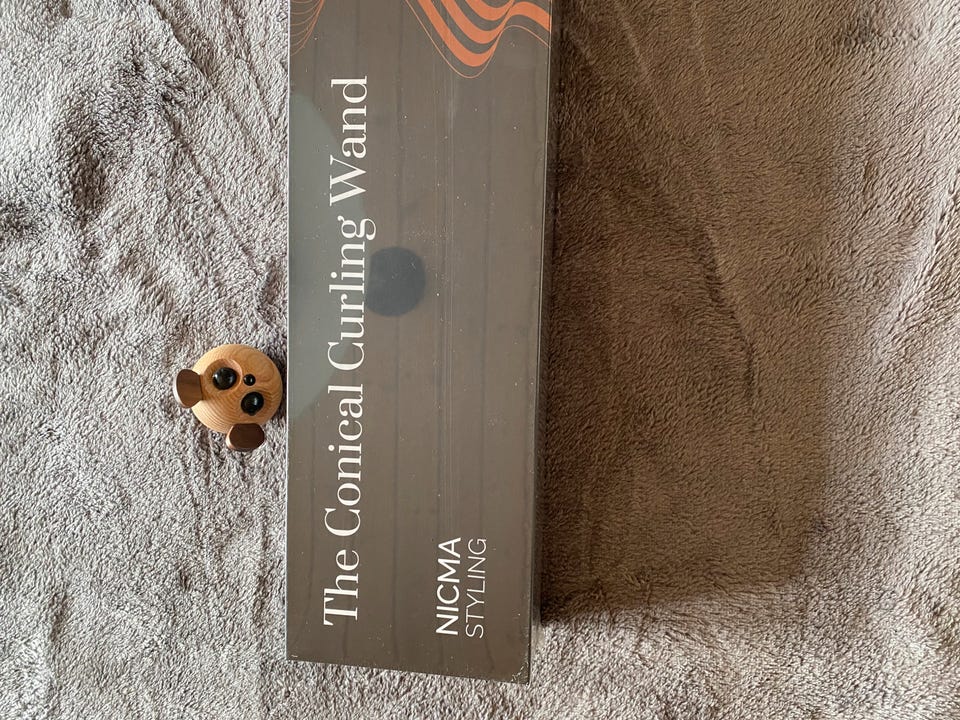 The Conical Curling Wand
NICMA
STYLING